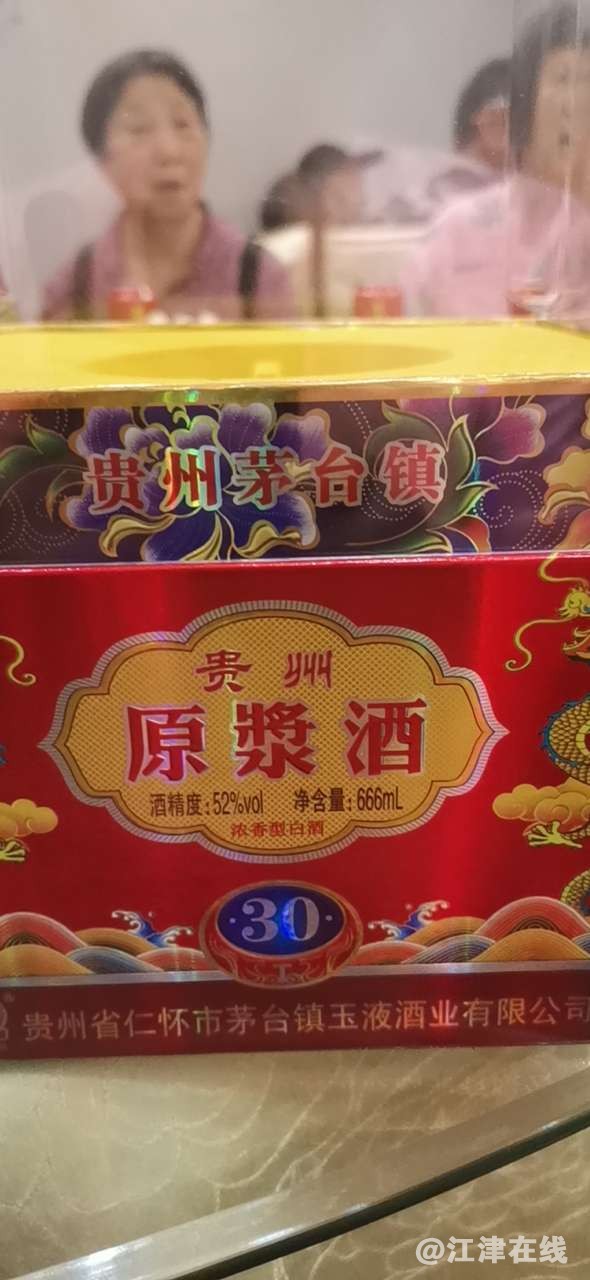 贵州茅台镇
贵州
原漿酒
酒精度:52%vol 净含量:666mL
浓香型白酒
·30·
T
贵州省仁怀市茅台镇玉液酒业有限公司
@江津在线